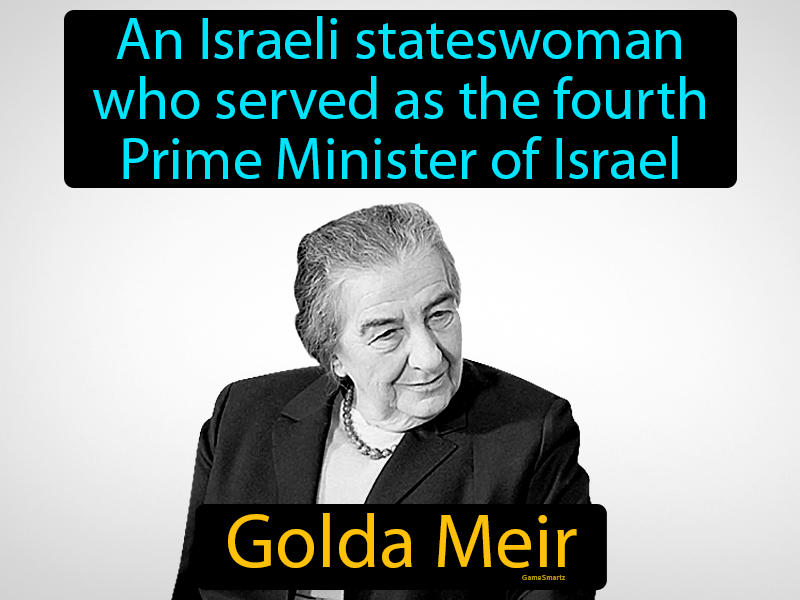 An Israeli stateswoman
who served as the fourth
Prime Minister of Israel
Golda Meir
GameSmartz